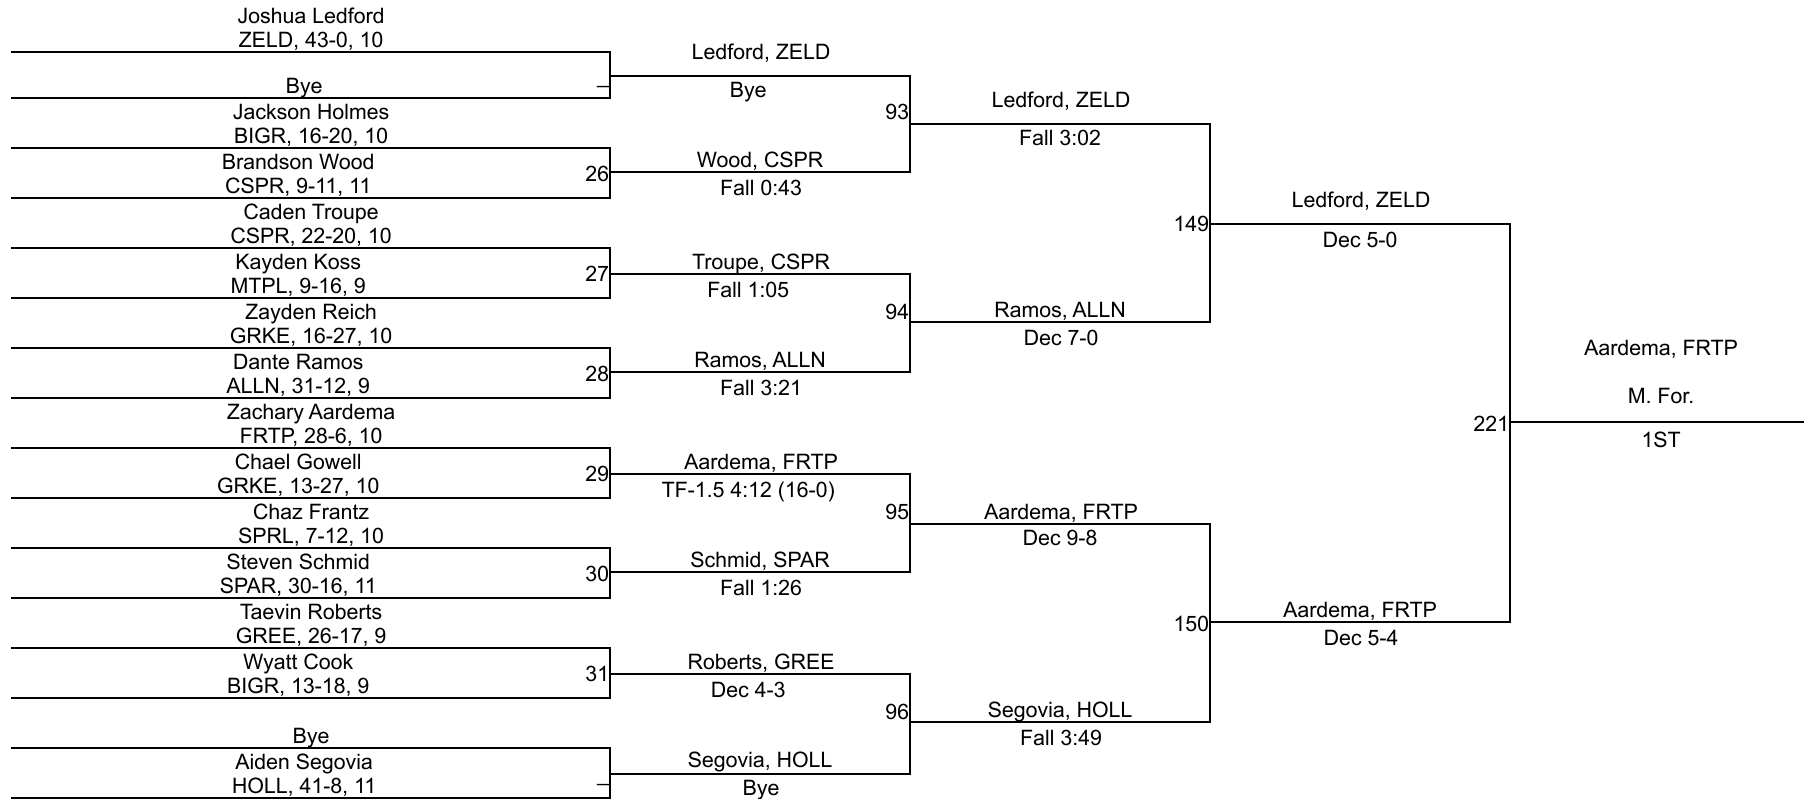 Joshua Ledford
ZELD, 43-0, 10
Bye
–
Jackson Holmes
BIGR, 16-20, 10
Brandson Wood
CSPR, 9-11, 11
26
Caden Troupe
CSPR, 22-20, 10
Kayden Koss
MTPL, 9-16, 9
27
Zayden Reich
GRKE, 16-27, 10
Dante Ramos
ALLN, 31-12, 9
28
Zachary Aardema
FRTP, 28-6, 10
Chael Gowell
GRKE, 13-27, 10
29
Chaz Frantz
SPRL, 7-12, 10
Steven Schmid
SPAR, 30-16, 11
30
Taevin Roberts
GREE, 26-17, 9
Wyatt Cook
BIGR, 13-18, 9
31
Bye
Aiden Segovia
HOLL, 41-8, 11
–
Ledford, ZELD
Bye
93
Wood, CSPR
Fall 0:43
Troupe, CSPR
Fall 1:05
94
Ramos, ALLN
Fall 3:21
Aardema, FRTP
TF-1.5 4:12 (16-0)
95
Schmid, SPAR
Fall 1:26
Roberts, GREE
Dec 4-3
96
Segovia, HOLL
Bye
Ledford, ZELD
Fall 3:02
149
Ramos, ALLN
Dec 7-0
Aardema, FRTP
Dec 9-8
150
Segovia, HOLL
Fall 3:49
Ledford, ZELD
Dec 5-0
221
Aardema, FRTP
Dec 5-4
Aardema, FRTP
M. For.
1ST